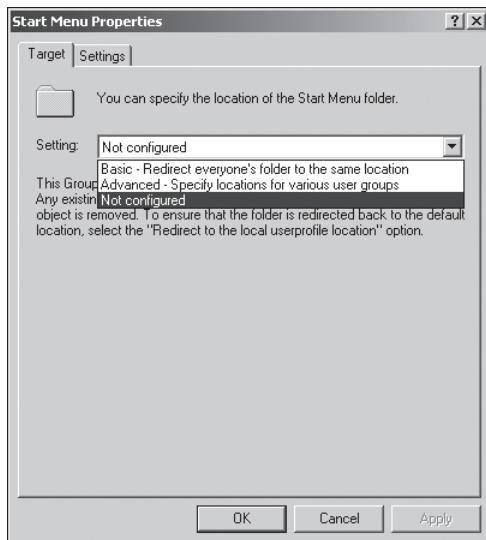 Start Menu Properties
Target
Settings
You can specify the location of the Start Menu folder.
Setting:
Not configured
Basic - Redirect everyone's folder to the same location
Advanced - Specify locations for various user groups
Not configured
This Group
Any existin
object is removed. To ensure that the folder is redirected back to the default
location, select the "Redirect to the local userprofile location" option.
OK
Cancel
Apply